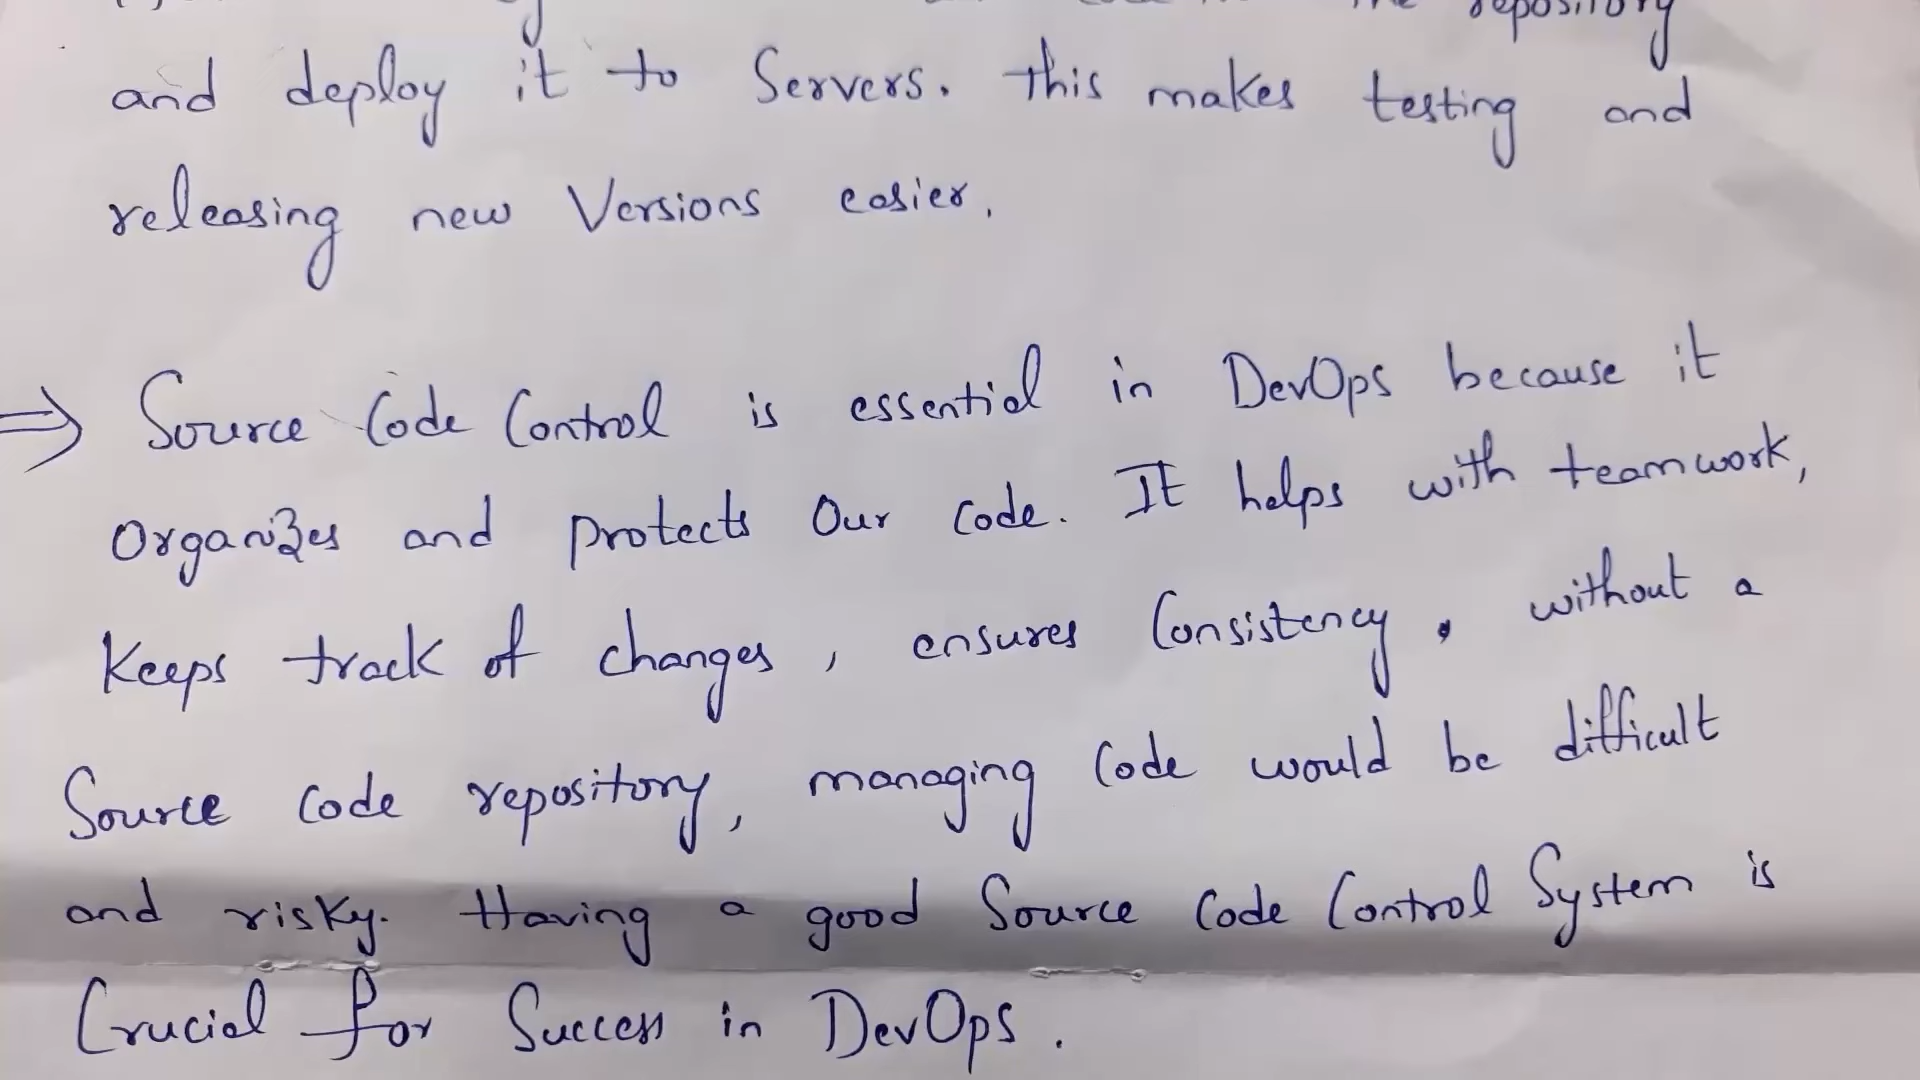 the repository
and deploy it to Servers. this makes testing and
releasing new Versions easier.
⇒ Source Code Control is essential in DevOps because it
Organizes and protects Our code. It helps with teamwork,
Keeps track of changes, ensures Consistency. without a
Source code repository, managing Code would be difficult
and risky. Having a good Source Code Control System is
Crucial for Success in DevOps.